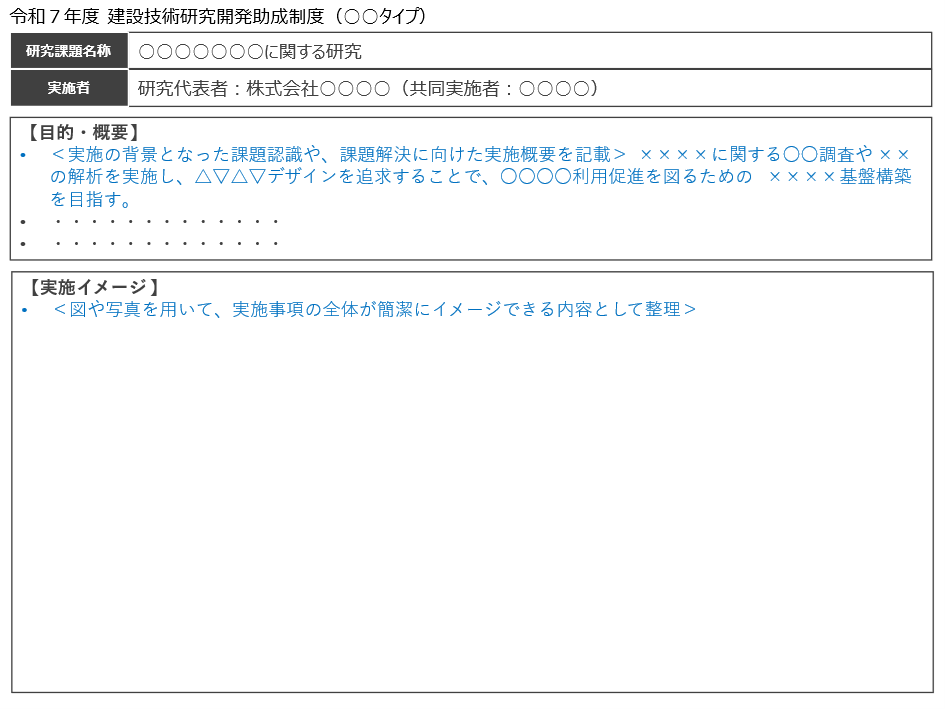 令和７年度 建設技術研究開発助成制度（○○タイプ）
研究課題名称 ○○○○○○○に関する研究
実施者 研究代表者：株式会社○○○○（共同実施者：○○○○）
【目的・概要】
• ＜実施の背景となった課題認識や、課題解決に向けた実施概要を記載＞ ××××に関する○○調査や××
の解析を実施し、△▽△▽デザインを追求することで、○○○○利用促進を図るための ××××基盤構築
を目指す。
• ・・・・・・・・・・・・・
• ・・・・・・・・・・・・・
【実施イメージ】
• ＜図や写真を用いて、実施事項の全体が簡潔にイメージできる内容として整理＞